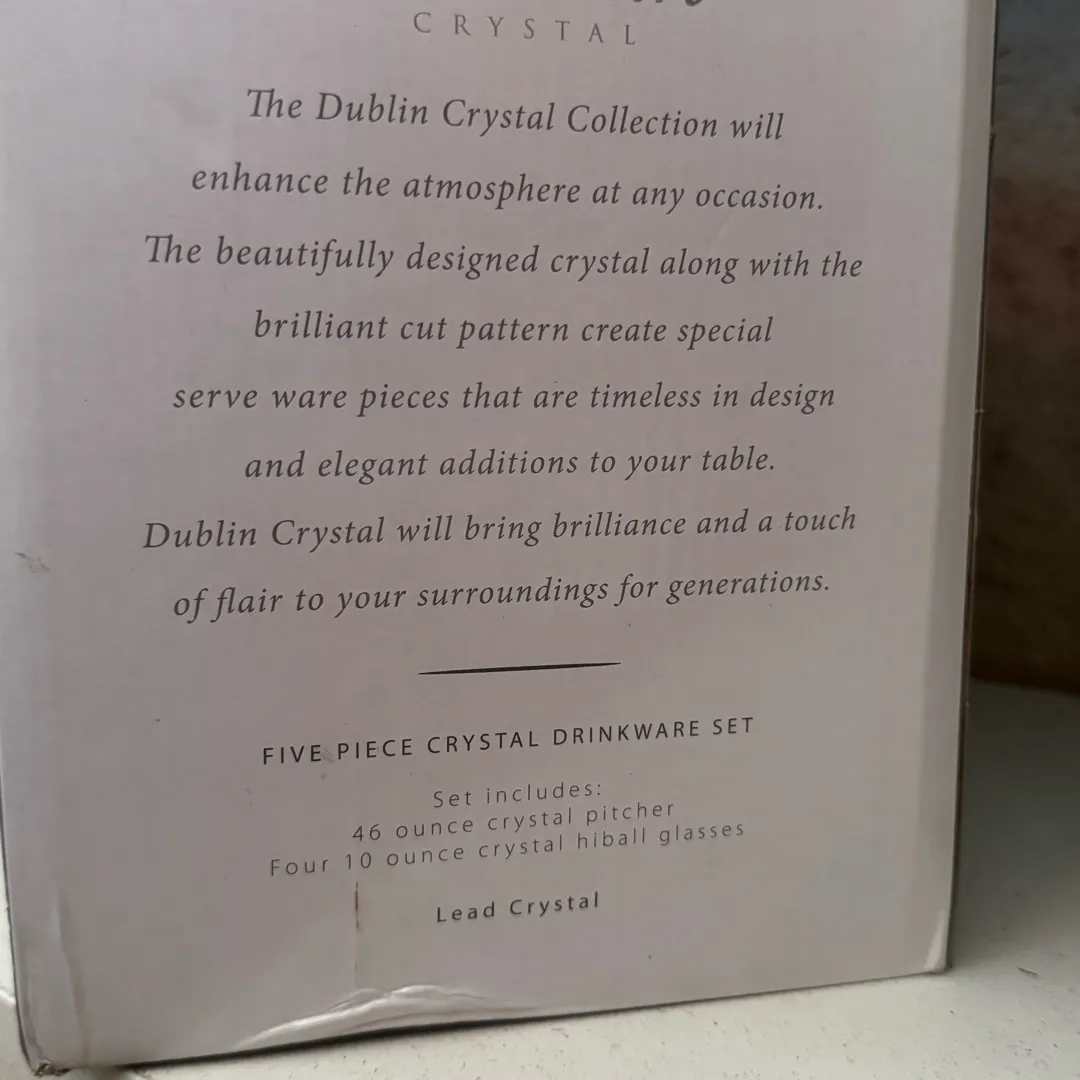 CRYSTAL
The Dublin Crystal Collection will
enhance the atmosphere at any occasion.
The beautifully designed crystal along with the
brilliant cut pattern create special
serve ware pieces that are timeless in design
and elegant additions to your table.
Dublin Crystal will bring brilliance and a touch
of flair to your surroundings for generations.
FIVE PIECE CRYSTAL DRINKWARE SET
Set includes:
46 ounce crystal pitcher
Four 10 ounce crystal hiball glasses
Lead Crystal